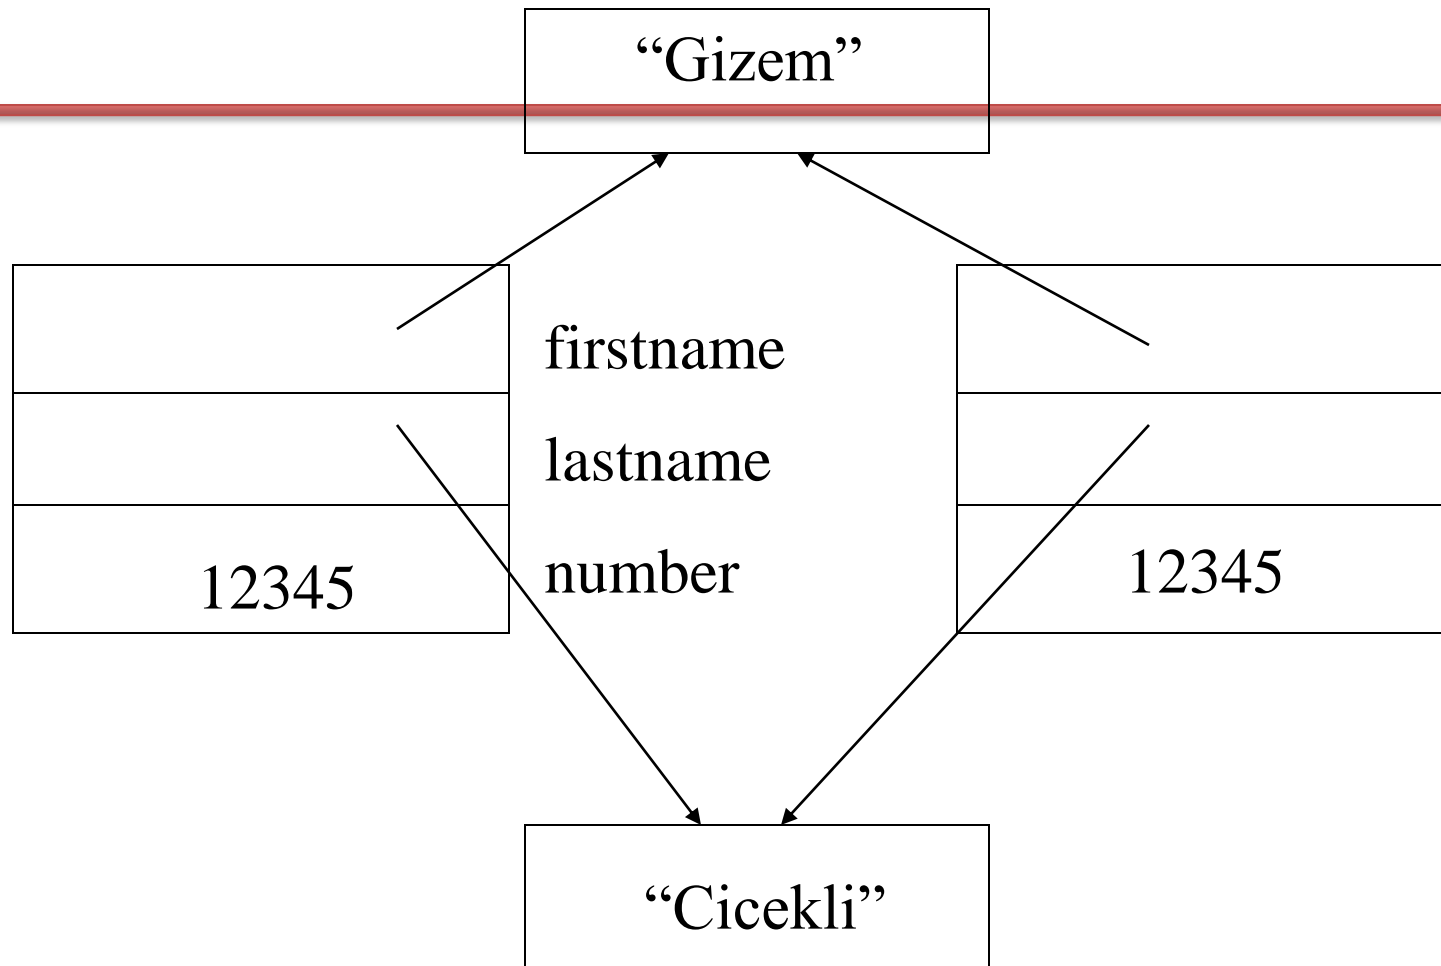 “Gizem”
firstname
lastname
number
12345
12345
“Cicekli”